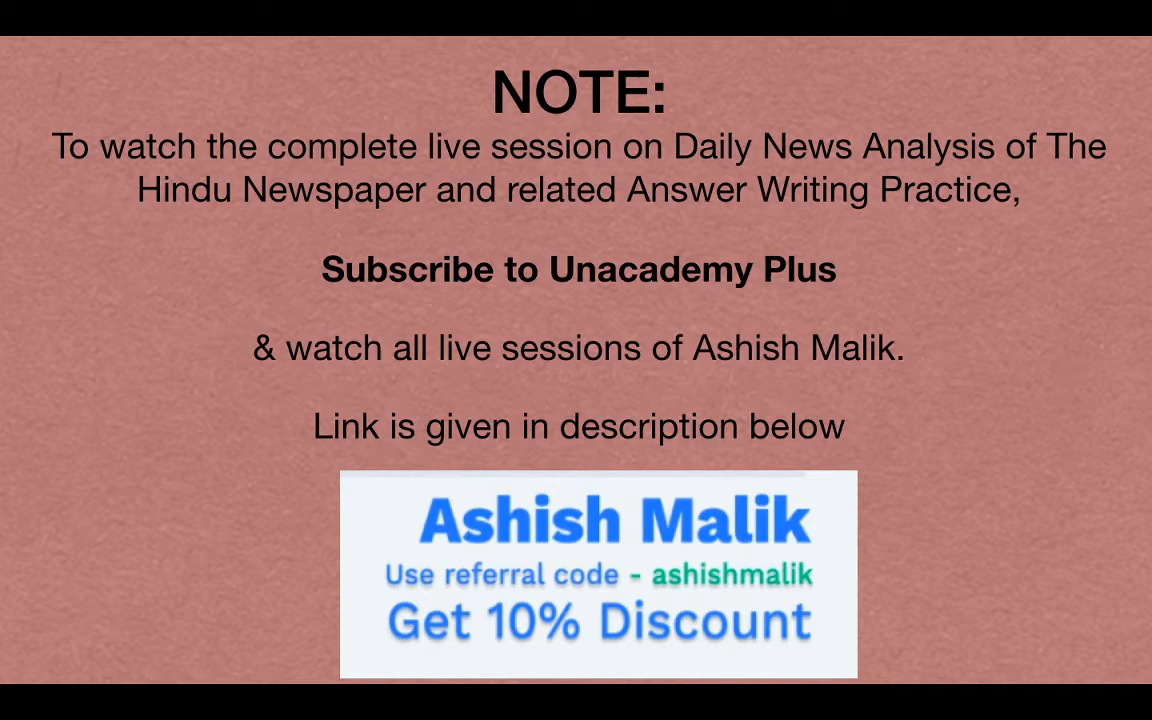 NOTE:
To watch the complete live session on Daily News Analysis of The
Hindu Newspaper and related Answer Writing Practice,
Subscribe to Unacademy Plus
& watch all live sessions of Ashish Malik.
Link is given in description below
Ashish Malik
Use referral code - ashishmalik
Get 10% Discount